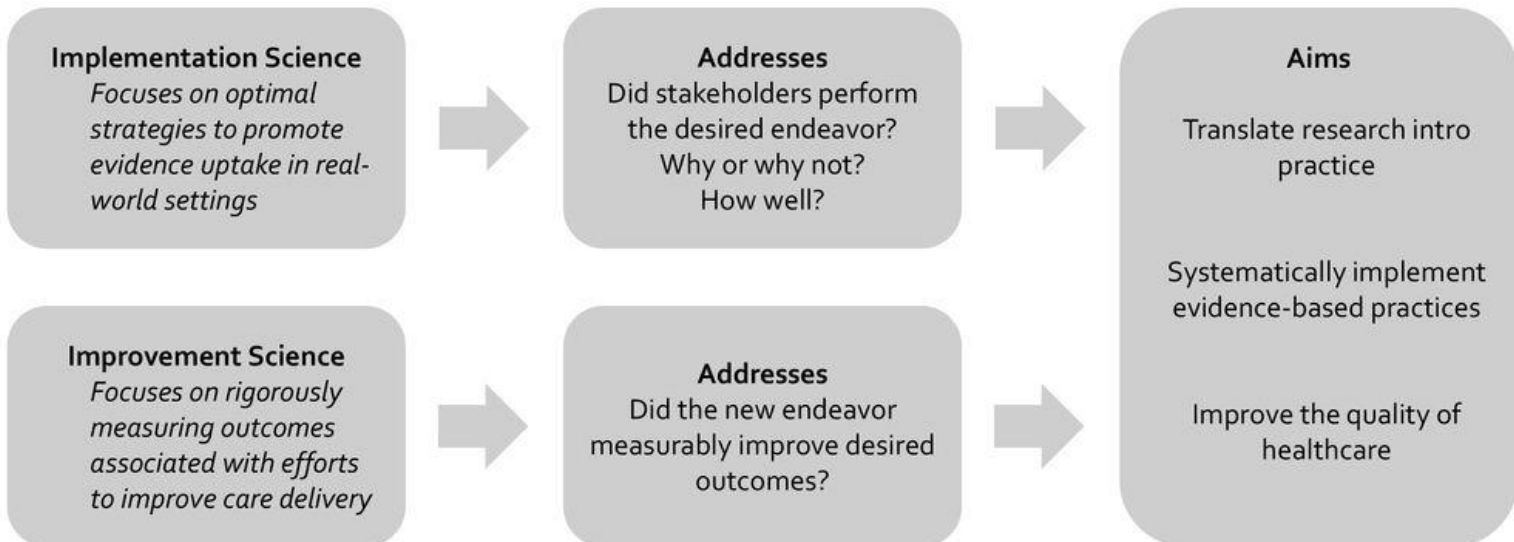 Implementation Science
Focuses on optimal
strategies to promote
evidence uptake in real-
world settings
Addresses
Did stakeholders perform
the desired endeavor?
Why or why not?
How well?
Aims
Translate research intro
practice
Systematically implement
evidence-based practices
Improve the quality of
healthcare
Improvement Science
Focuses on rigorously
measuring outcomes
associated with efforts
to improve care delivery
Addresses
Did the new endeavor
measurably improve desired
outcomes?